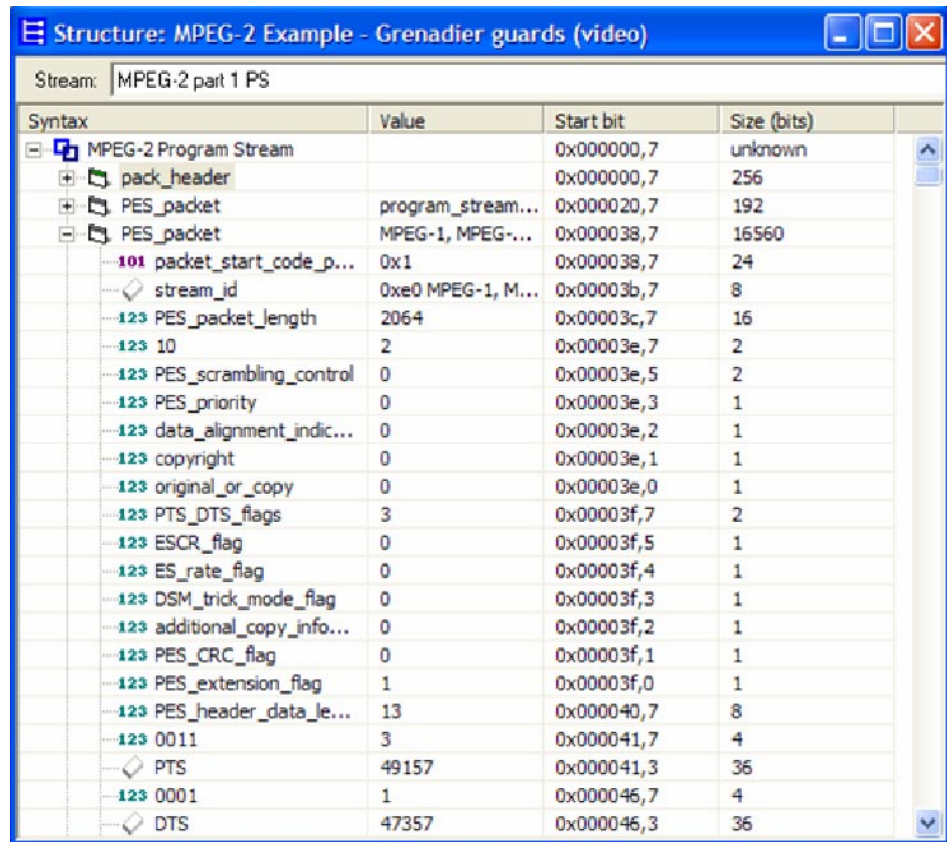 Structure: MPEG-2 Example - Grenadier guards (video)
Stream: MPEG-2 part 1 PS
Syntax Value Start bit Size (bits)
MPEG-2 Program Stream 0x000000,7 unknown
pack_header 0x000000,7 256
PES_packet program_stream... 0x000020,7 192
PES_packet MPEG-1, MPEG-... 0x000038,7 16560
101 packet_start_code_p... 0x1 0x000038,7 24
stream_id 0xe0 MPEG-1, M... 0x00003b,7 8
123 PES_packet_length 2064 0x00003c,7 16
123 10 2 0x00003e,7 2
123 PES_scrambling_control 0 0x00003e,5 2
123 PES_priority 0 0x00003e,3 1
123 data_alignment_indic... 0 0x00003e,2 1
123 copyright 0 0x00003e,1 1
123 original_or_copy 0 0x00003e,0 1
123 PTS_DTS_flags 3 0x00003f,7 2
123 ESCR_flag 0 0x00003f,5 1
123 ES_rate_flag 0 0x00003f,4 1
123 DSM_trick_mode_flag 0 0x00003f,3 1
123 additional_copy_info... 0 0x00003f,2 1
123 PES_CRC_flag 0 0x00003f,1 1
123 PES_extension_flag 1 0x00003f,0 1
123 PES_header_data_le... 13 0x000040,7 8
123 0011 3 0x000041,7 4
PTS 49157 0x000041,3 36
123 0001 1 0x000046,7 4
DTS 47357 0x000046,3 36